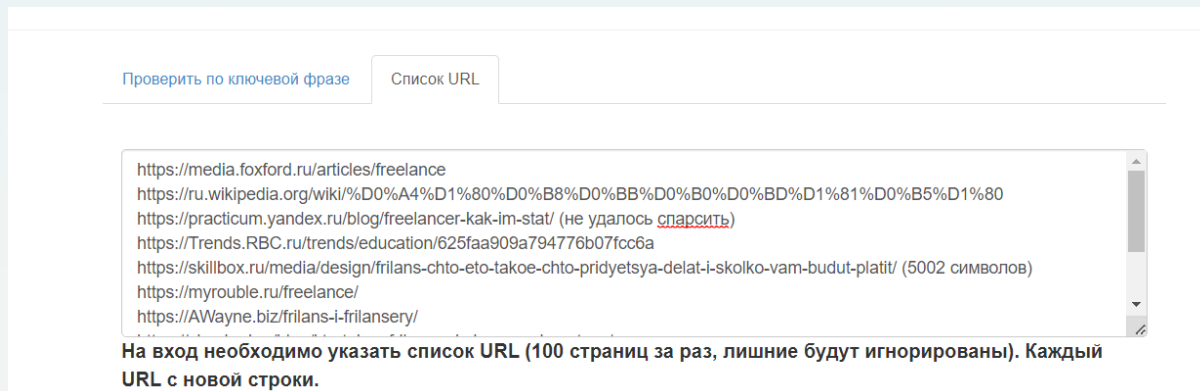 Проверить по ключевой фразе Список URL
https://media.foxford.ru/articles/freelance
https://ru.wikipedia.org/wiki/%D0%A4%D1%80%D0%B8%D0%BB%D0%B0%D0%BD%D1%81%D0%B5%D1%80
https://practicum.yandex.ru/blog/freelancer-kak-im-stat/ (не удалось спарсить)
https://Trends.RBC.ru/trends/education/625faa909a794776b07fcc6a
https://skillbox.ru/media/design/frilans-chto-eto-takoe-chto-pridyetsya-delat-i-skolko-vam-budut-platit/ (5002 символов)
https://myrouble.ru/freelance/
https://AWayne.biz/frilans-i-frilansery/
На вход необходимо указать список URL (100 страниц за раз, лишние будут игнорированы). Каждый
URL с новой строки.